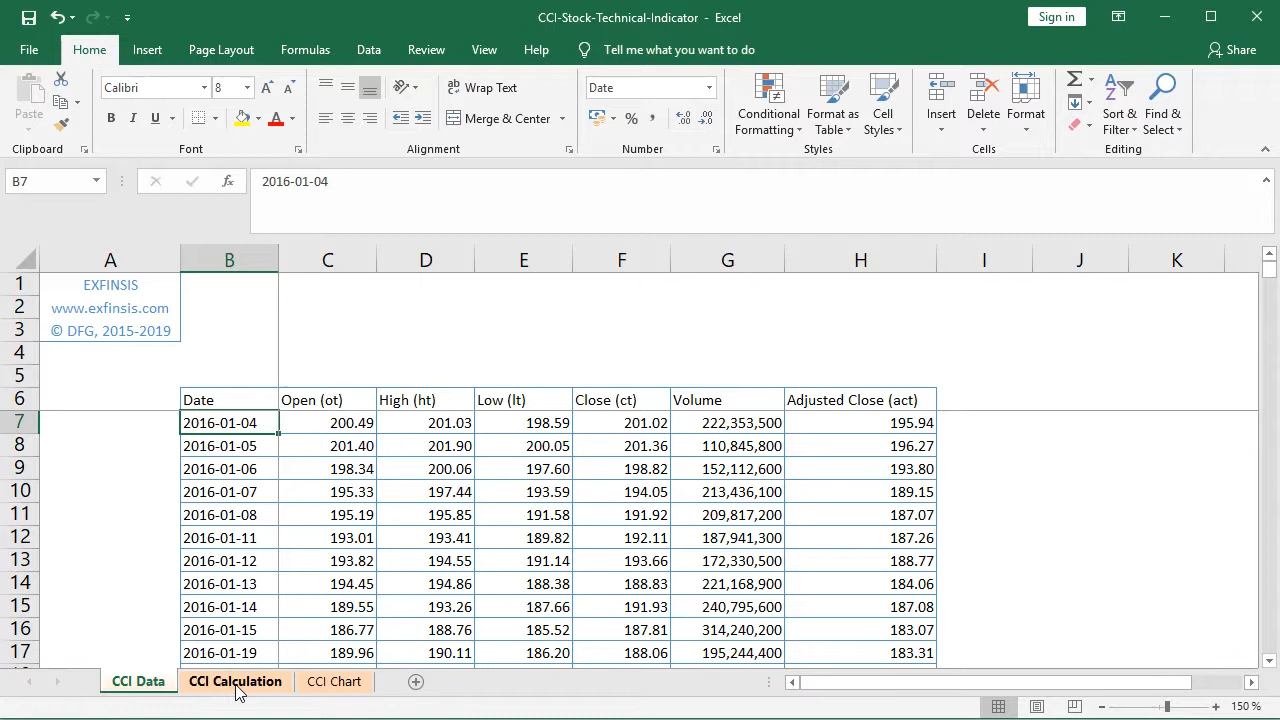 CCI-Stock-Technical-Indicator - Excel
Sign in
File Home Insert Page Layout Formulas Data Review View Help Tell me what you want to do Share
Paste
Calibri 8
Wrap Text
Merge & Center
Date
Conditional Formatting
Format as Table
Cell Styles
Insert
Delete
Format
Sort & Filter
Find & Select
Clipboard Font Alignment Number Styles Cells Editing
B7 fx 2016-01-04
A B C D E F G H I J K
1 EXFINSIS
2 www.exfinsis.com
3 © DFG, 2015-2019
4
5
6 Date Open (ot) High (ht) Low (lt) Close (ct) Volume Adjusted Close (act)
7 2016-01-04 200.49 201.03 198.59 201.02 222,353,500 195.94
8 2016-01-05 201.40 201.90 200.05 201.36 110,845,800 196.27
9 2016-01-06 198.34 200.06 197.60 198.82 152,112,600 193.80
10 2016-01-07 195.33 197.44 193.59 194.05 213,436,100 189.15
11 2016-01-08 195.19 195.85 191.58 191.92 209,817,200 187.07
12 2016-01-11 193.01 193.41 189.82 192.11 187,941,300 187.26
13 2016-01-12 193.82 194.55 191.14 193.66 172,330,500 188.77
14 2016-01-13 194.45 194.86 188.38 188.83 221,168,900 184.06
15 2016-01-14 189.55 193.26 187.66 191.93 240,795,600 187.08
16 2016-01-15 186.77 188.76 185.52 187.81 314,240,200 183.07
17 2016-01-19 189.96 190.11 186.20 188.06 195,244,400 183.31
CCI Data CCI Calculation CCI Chart
150 %